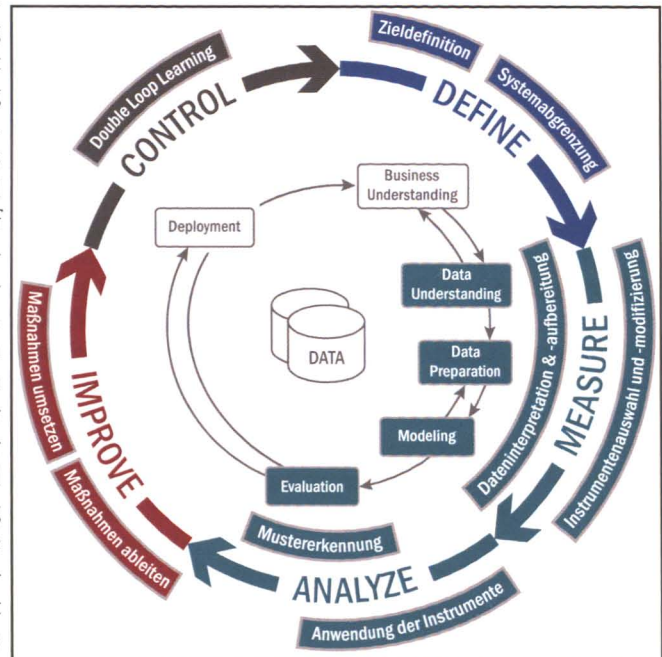 Zieldefinition
Systemabgrenzung
DEFINE
Double Loop Learning
CONTROL
Business
Understanding
Deployment
Data
Understanding
DATA
Data
Preparation
Modeling
Evaluation
Dateninterpretation & -aufbereitung
Instrumentenauswahl und -modifizierung
MEASURE
Mustererkennung
ANALYZE
Anwendung der Instrumente
Maßnahmen umsetzen
Maßnahmen ableiten
IMPROVE